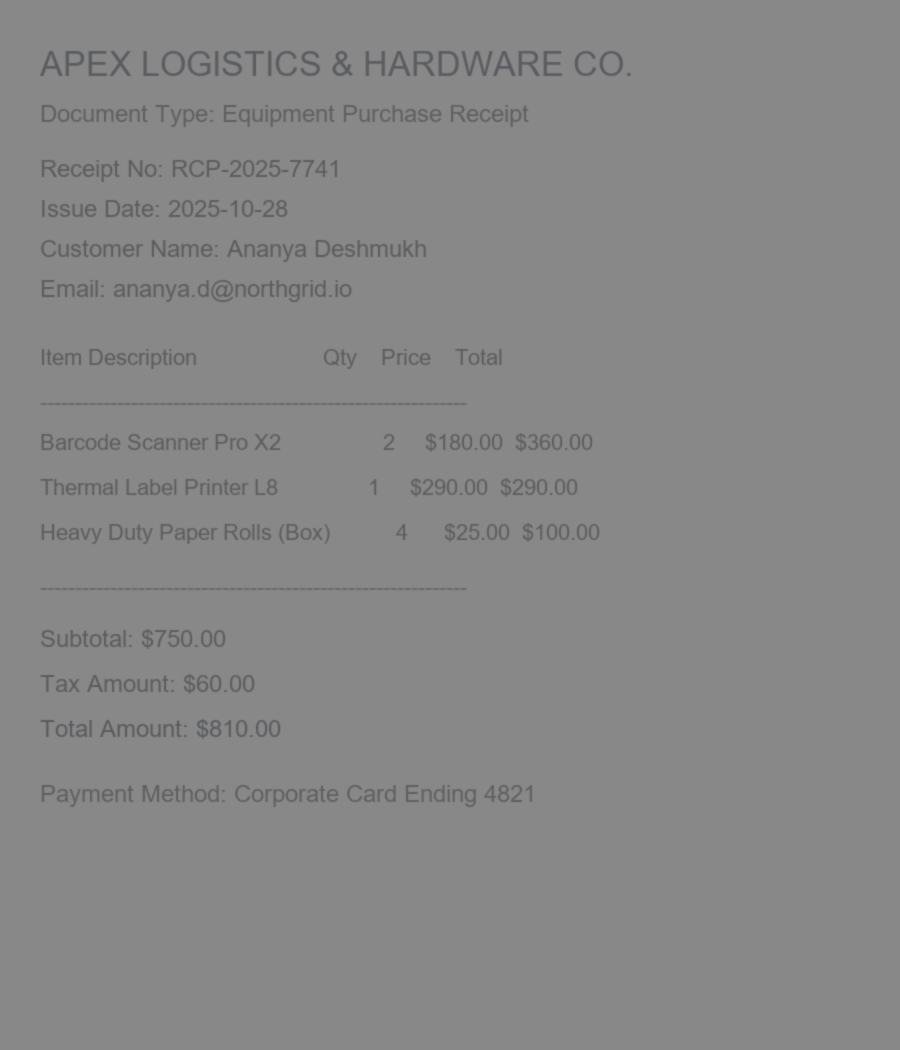 APEX LOGISTICS & HARDWARE CO.
Document Type: Equipment Purchase Receipt
Receipt No: RCP-2025-7741
Issue Date: 2025-10-28
Customer Name: Ananya Deshmukh
Email: ananya.d@northgrid.io
Item Description Qty Price Total
-------------------------------------------------------------
Barcode Scanner Pro X2 2 $180.00 $360.00
Thermal Label Printer L8 1 $290.00 $290.00
Heavy Duty Paper Rolls (Box) 4 $25.00 $100.00
-------------------------------------------------------------
Subtotal: $750.00
Tax Amount: $60.00
Total Amount: $810.00
Payment Method: Corporate Card Ending 4821